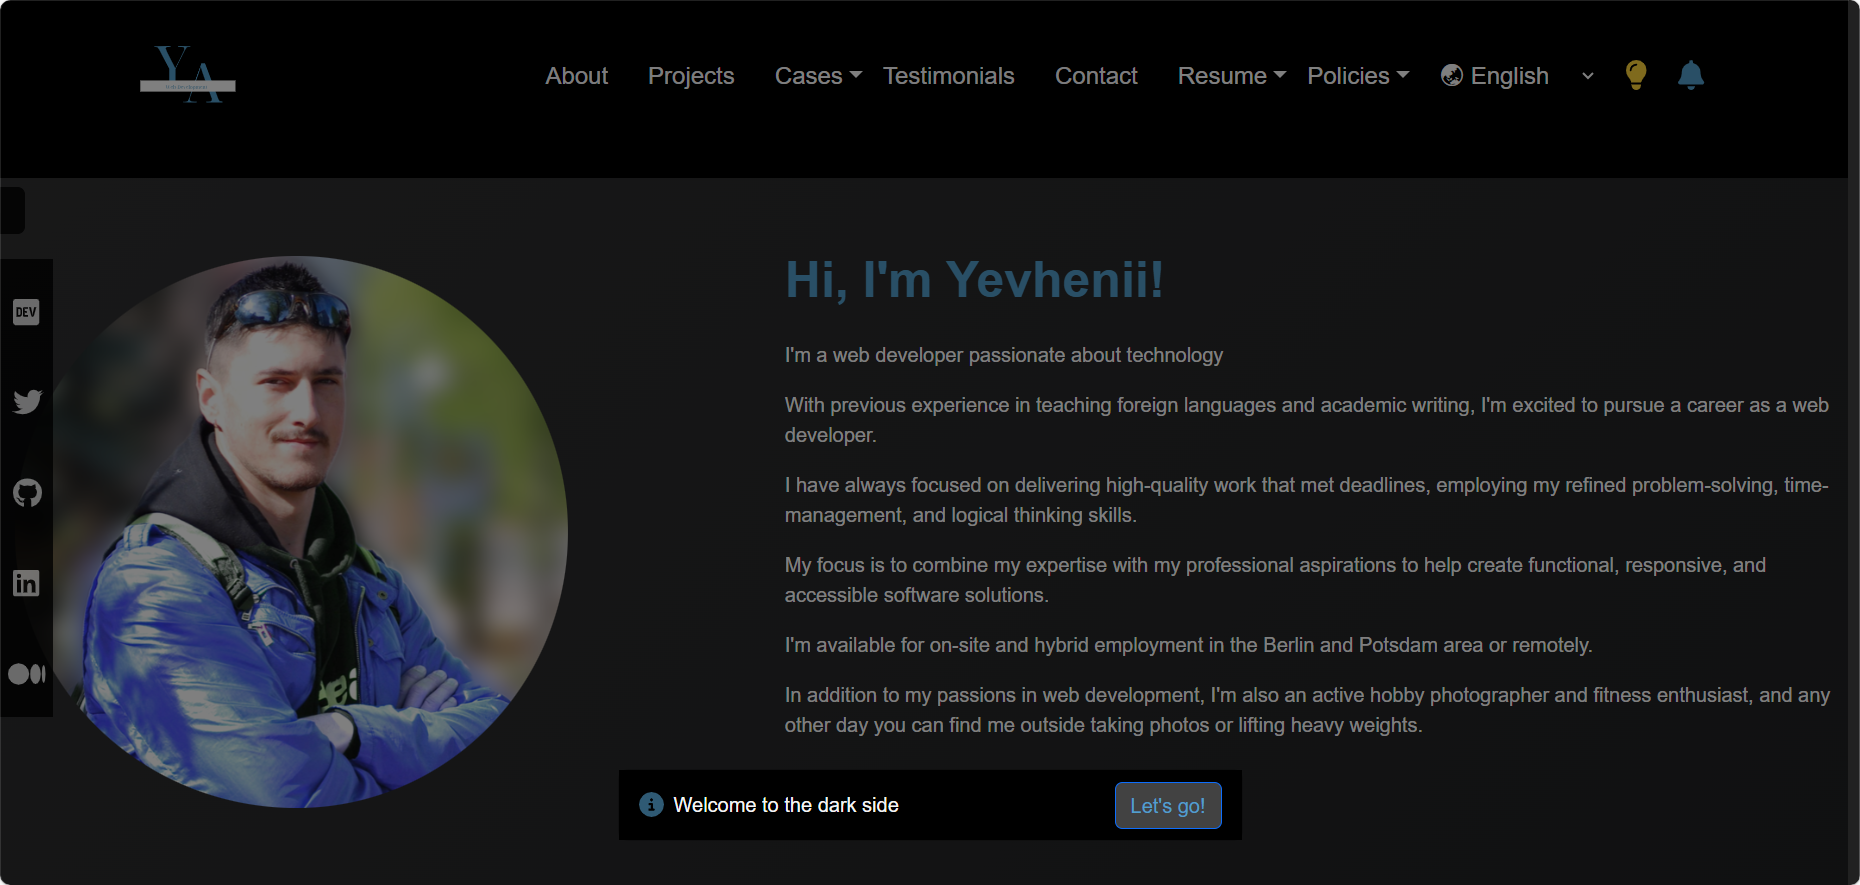 YA
About Projects Cases Testimonials Contact Resume Policies English
DEV
in
Hi, I'm Yevhenii!
I'm a web developer passionate about technology
With previous experience in teaching foreign languages and academic writing, I'm excited to pursue a career as a web
developer.
I have always focused on delivering high-quality work that met deadlines, employing my refined problem-solving, time-
management, and logical thinking skills.
My focus is to combine my expertise with my professional aspirations to help create functional, responsive, and
accessible software solutions.
I'm available for on-site and hybrid employment in the Berlin and Potsdam area or remotely.
In addition to my passions in web development, I'm also an active hobby photographer and fitness enthusiast, and any
other day you can find me outside taking photos or lifting heavy weights.
Welcome to the dark side Let's go!